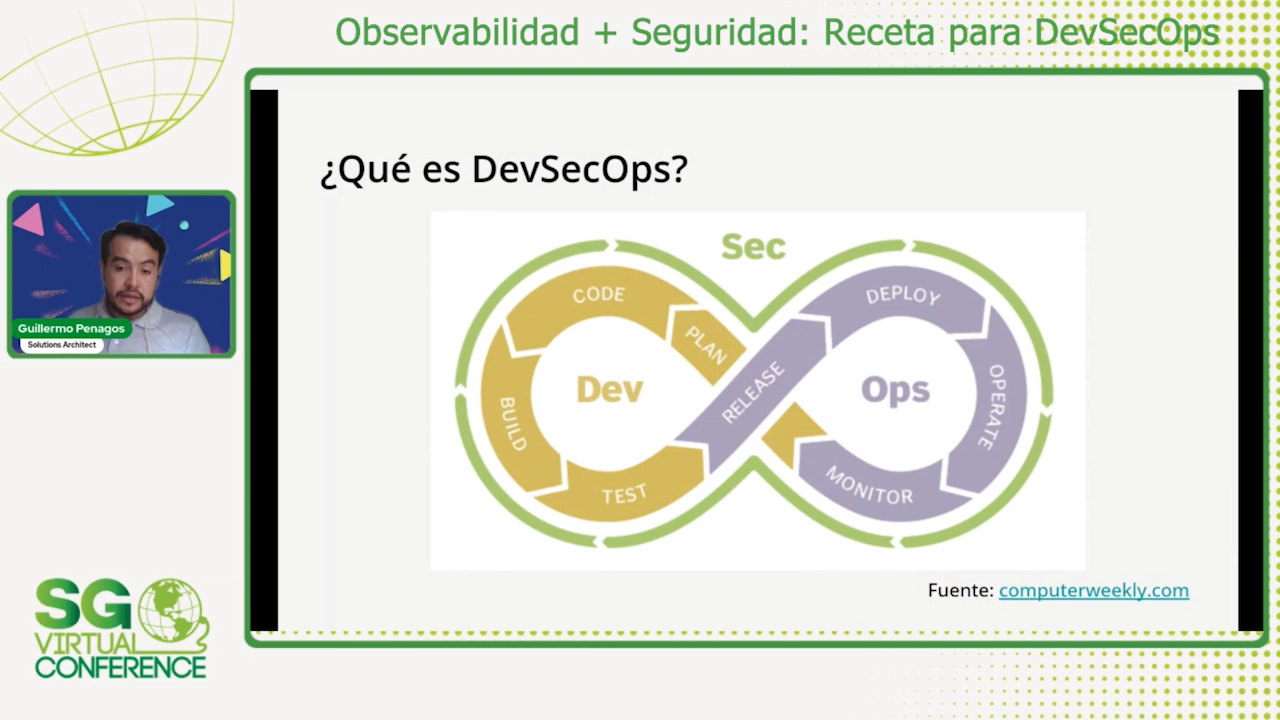 Observabilidad + Seguridad: Receta para DevSecOps
¿Qué es DevSecOps?
Sec
CODE
PLAN
DEPLOY
Dev
RELEASE
Ops
BUILD
OPERATE
TEST
MONITOR
Fuente: computerweekly.com
Guillermo Penagos
Solutions Architect
SG
VIRTUAL
CONFERENCE